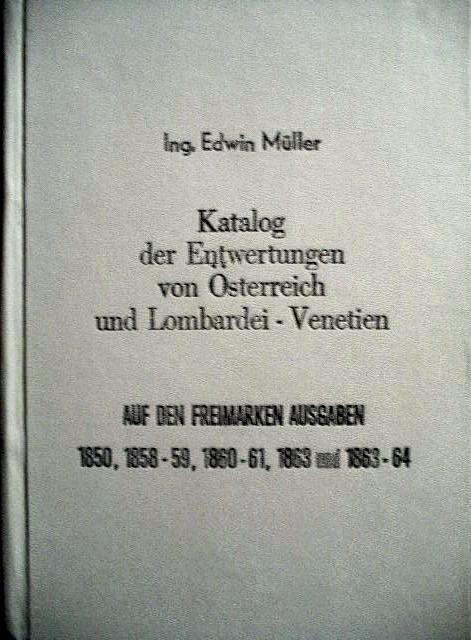 Ing. Edwin Müller
Katalog
der Entwertungen
von Österreich
und Lombardei - Venetien
AUF DEN FREIMARKEN AUSGABEN
1850, 1858 - 59, 1860 - 61, 1863 und 1863 - 64